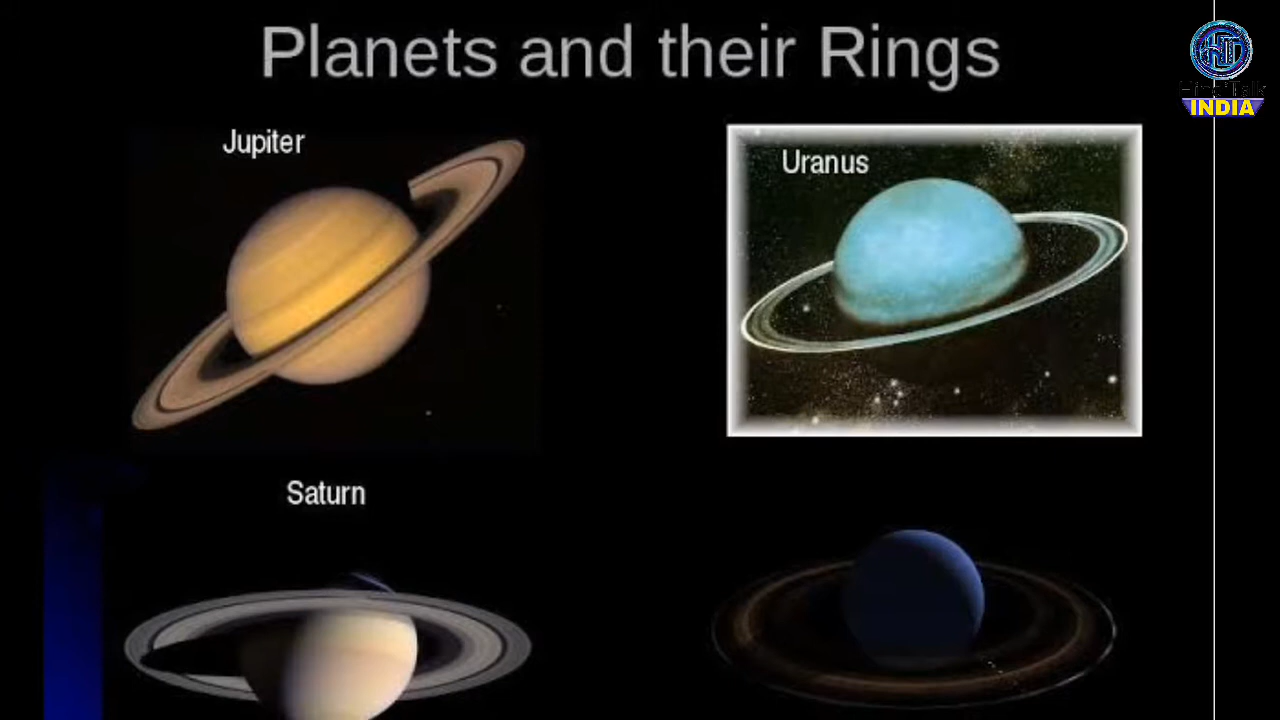 Planets and their Rings
Jupiter
Uranus
Saturn
INDIA